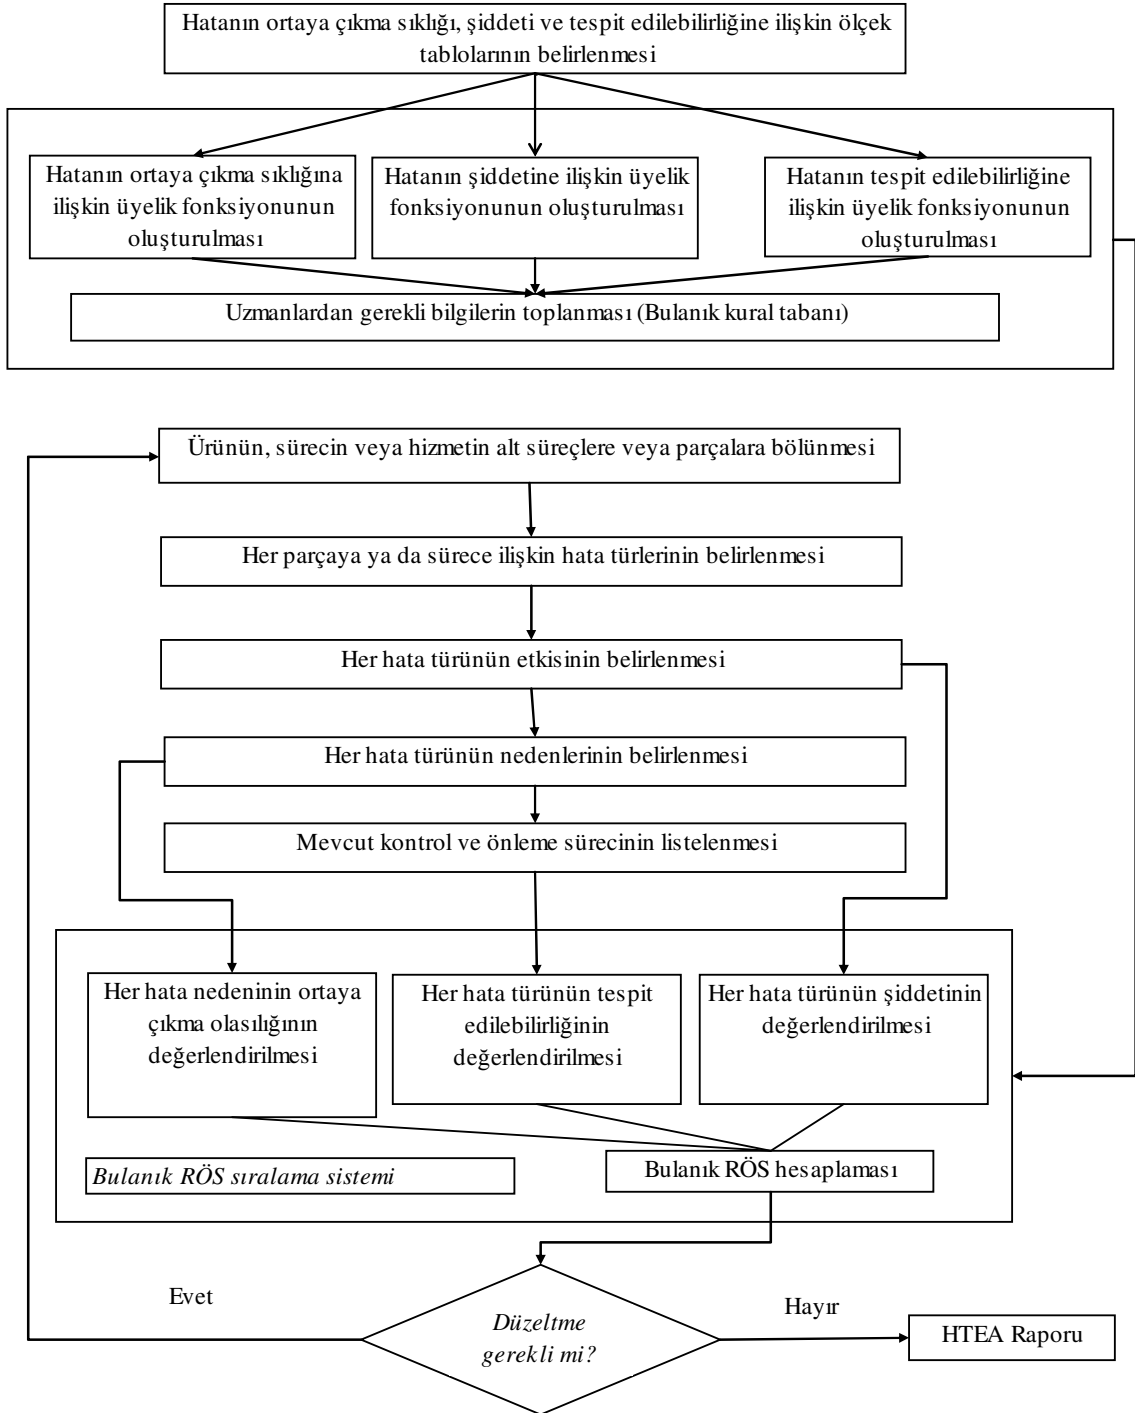 Hatanın ortaya çıkma sıklığı, şiddeti ve tespit edilebilirliğine ilişkin ölçek
tablolarının belirlenmesi
Hatanın ortaya çıkma sıklığına
ilişkin üyelik fonksiyonunun
oluşturulması
Hatanın şiddetine ilişkin üyelik
fonksiyonunun oluşturulması
Hatanın tespit edilebilirliğine
ilişkin üyelik fonksiyonunun
oluşturulması
Uzmanlardan gerekli bilgilerin toplanması (Bulanık kural tabanı)
Ürünün, sürecin veya hizmetin alt süreçlere veya parçalara bölünmesi
Her parçaya ya da sürece ilişkin hata türlerinin belirlenmesi
Her hata türünün etkisinin belirlenmesi
Her hata türünün nedenlerinin belirlenmesi
Mevcut kontrol ve önleme sürecinin listelenmesi
Her hata nedeninin ortaya
çıkma olasılığının
değerlendirilmesi
Her hata türünün tespit
edilebilirliğinin
değerlendirilmesi
Her hata türünün şiddetinin
değerlendirilmesi
Bulanık RÖS sıralama sistemi
Bulanık RÖS hesaplaması
Evet
Düzeltme
gerekli mi?
Hayır
HTEA Raporu